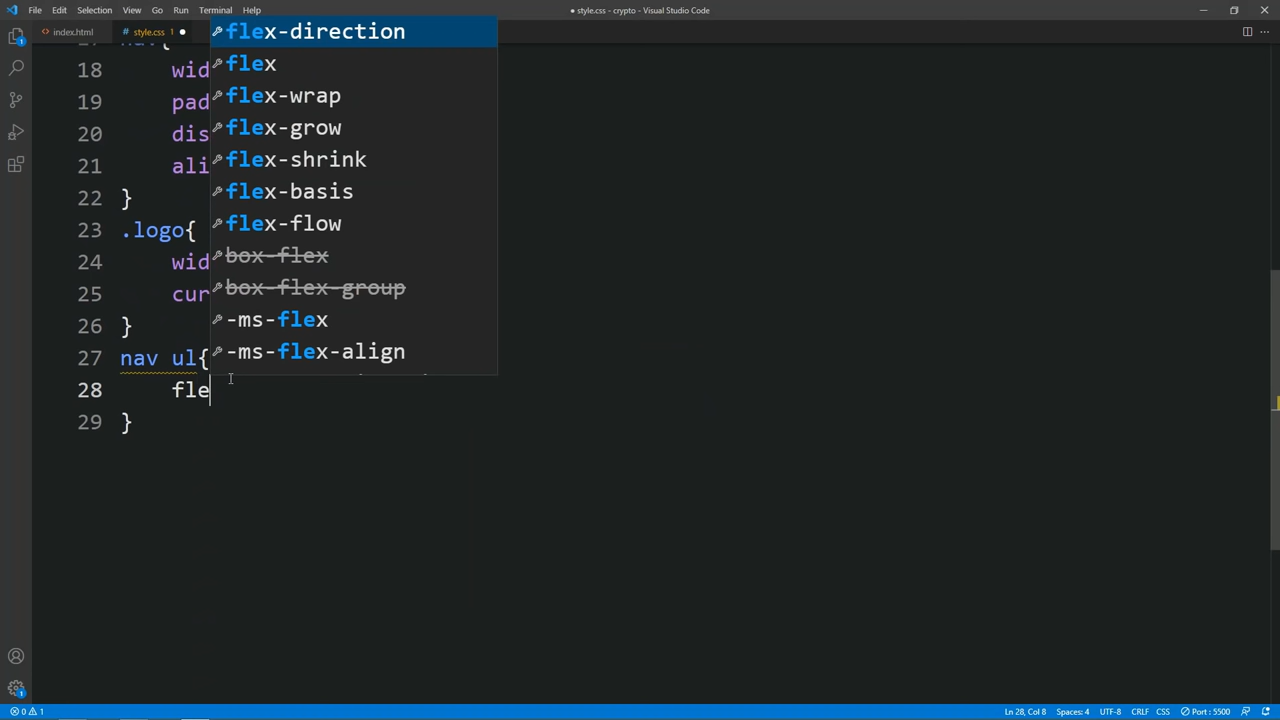 File Edit Selection View Go Run Terminal Help
● style.css - crypto - Visual Studio Code
index.html
style.css 1 ●
18 wid
19 pad
20 dis
21 ali
22 }
23 .logo{
24 wid
25 cur
26 }
27 nav ul{
28 fle
29 }
flex-direction
flex
flex-wrap
flex-grow
flex-shrink
flex-basis
flex-flow
box-flex
box-flex-group
-ms-flex
-ms-flex-align
1
1
0 1
Ln 28, Col 8 Spaces: 4 UTF-8 CRLF CSS Port : 5500